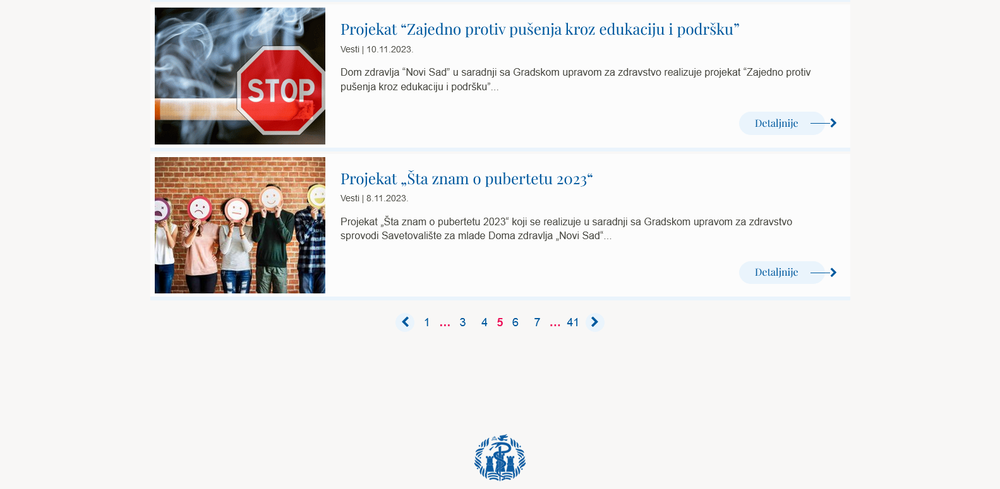 STOP
Projekat “Zajedno protiv pušenja kroz edukaciju i podršku”
Vesti | 10.11.2023.
Dom zdravlja “Novi Sad” u saradnji sa Gradskom upravom za zdravstvo realizuje projekat “Zajedno protiv
pušenja kroz edukaciju i podršku”...
Detaljnije
Projekat „Šta znam o pubertetu 2023“
Vesti | 8.11.2023.
Projekat „Šta znam o pubertetu 2023“ koji se realizuje u saradnji sa Gradskom upravom za zdravstvo
sprovodi Savetovalište za mlade Doma zdravlja „Novi Sad“...
Detaljnije
1 … 3 4 5 6 7 … 41